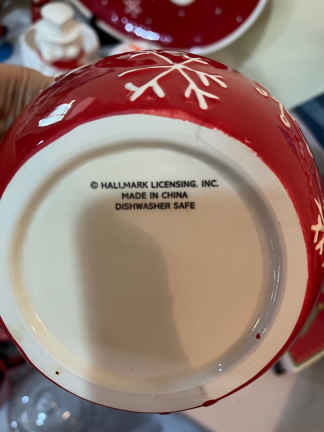 © HALLMARK LICENSING, INC.
MADE IN CHINA
DISHWASHER SAFE